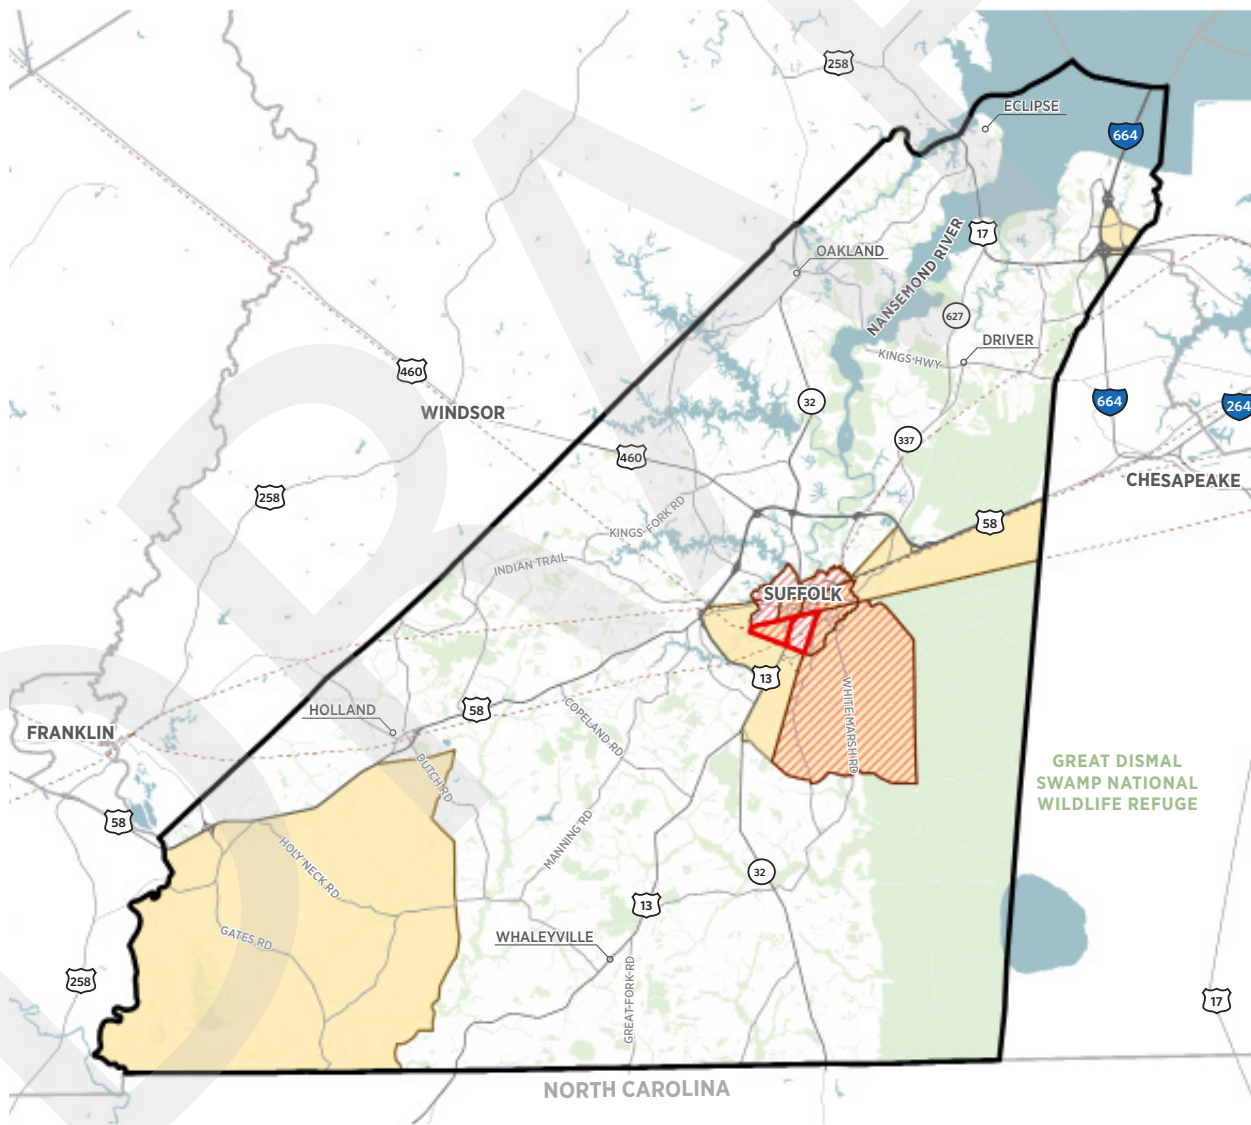 258
ECLIPSE
664
17
NANSEMOND RIVER
OAKLAND
627
DRIVER
KINGS HWY
460
WINDSOR
32
664
264
337
460
CHESAPEAKE
258
58
KINGS FORK RD
INDIAN TRAIL
SUFFOLK
13
WHITE MARSH RD
58
HOLLAND
COPELAND RD
FRANKLIN
DUTCH RD
GREAT DISMAL
SWAMP NATIONAL
WILDLIFE REFUGE
58
HOLY NECK RD
MANNING RD
32
13
GATES RD
WHALEYVILLE
258
GREAT FORK RD
17
NORTH CAROLINA
DRAF